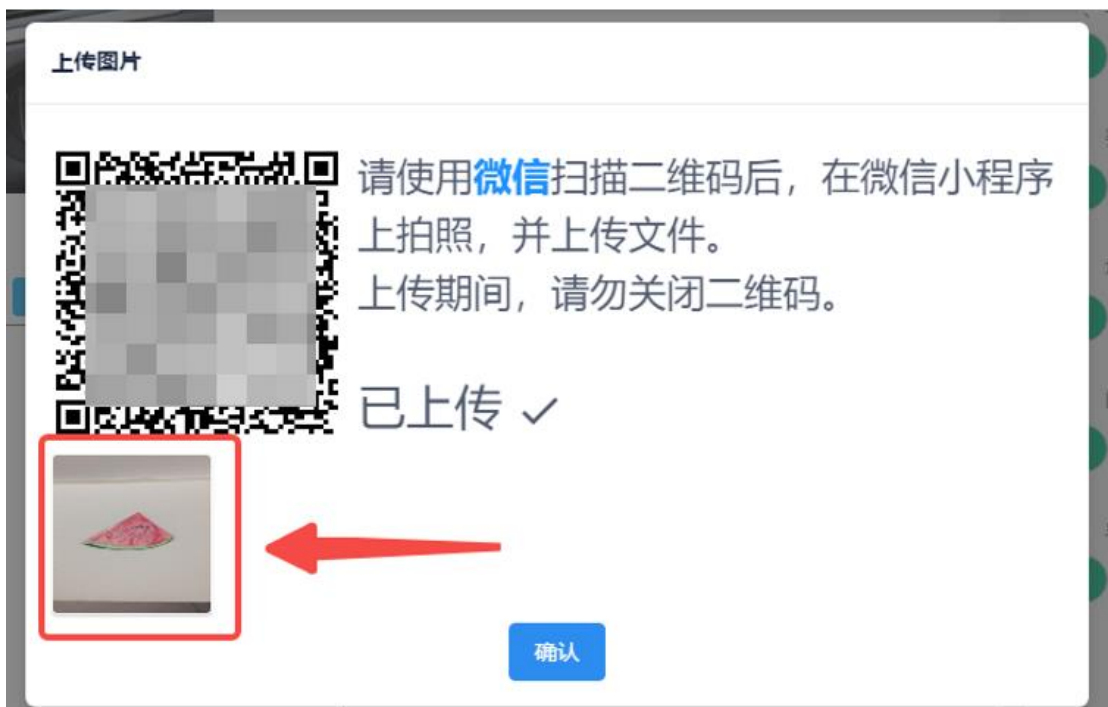 上传图片
请使用微信扫描二维码后，在微信小程序
上拍照，并上传文件。
上传期间，请勿关闭二维码。
已上传 ✓
确认